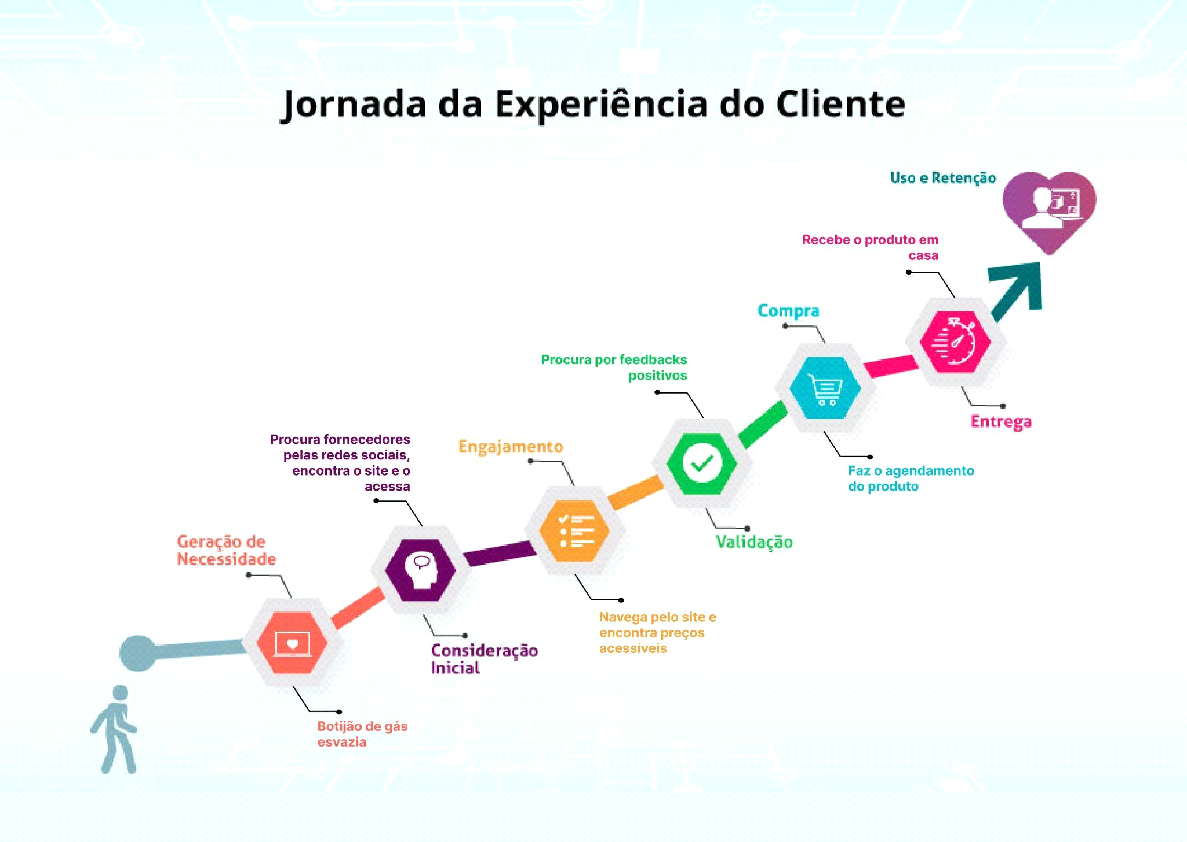 Jornada da Experiência do Cliente
Geração de
Necessidade
Botijão de gás
esvazia
Procura fornecedores
pelas redes sociais,
encontra o site e o
acessa
Consideração
Inicial
Engajamento
Navega pelo site e
encontra preços
acessíveis
Procura por feedbacks
positivos
Validação
Compra
Faz o agendamento
do produto
Recebe o produto em
casa
Entrega
Uso e Retenção